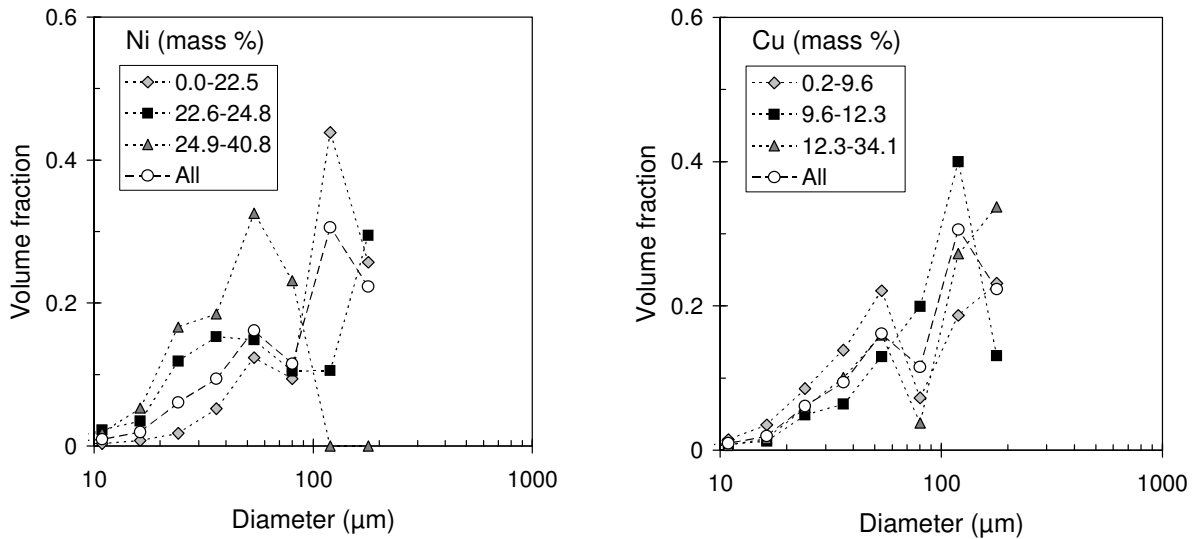 0.6
Ni (mass %)
0.0-22.5
22.6-24.8
24.9-40.8
All
0.4
0.2
0
Volume fraction
10
100
1000
Diameter (µm)
0.6
Cu (mass %)
0.2-9.6
9.6-12.3
12.3-34.1
All
0.4
0.2
0
Volume fraction
10
100
1000
Diameter (µm)